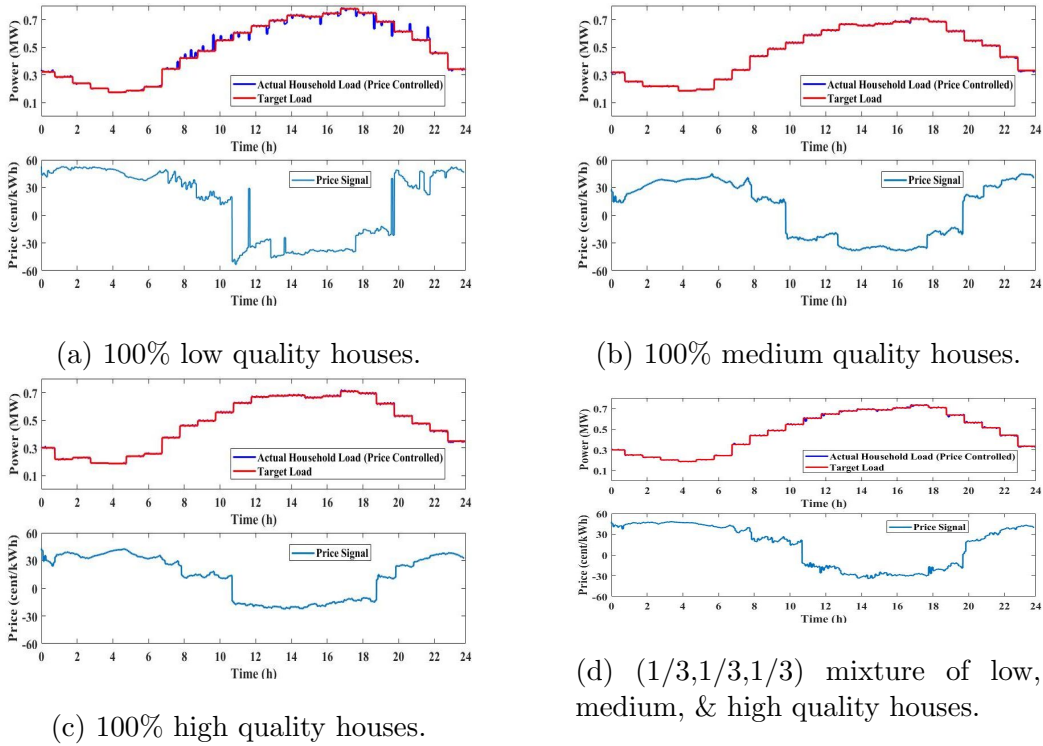 Power (MW)
0.7
0.5
0.3
0.1
Actual Household Load (Price Controlled)
Target Load
0 2 4 6 8 10 12 14 16 18 20 22 24
Time (h)
Price (cent/kWh)
60
30
0
-30
-60
Price Signal
0 2 4 6 8 10 12 14 16 18 20 22 24
Time (h)
(a) 100% low quality houses.
Power (MW)
0.7
0.5
0.3
0.1
Actual Household Load (Price Controlled)
Target Load
0 2 4 6 8 10 12 14 16 18 20 22 24
Time (h)
Price (cent/kWh)
60
30
0
-30
-60
Price Signal
0 2 4 6 8 10 12 14 16 18 20 22 24
Time (h)
(b) 100% medium quality houses.
Power (MW)
0.7
0.5
0.3
0.1
Actual Household Load (Price Controlled)
Target Load
0 2 4 6 8 10 12 14 16 18 20 22 24
Time (h)
Price (cent/kWh)
60
30
0
-30
-60
Price Signal
0 2 4 6 8 10 12 14 16 18 20 22 24
Time (h)
(c) 100% high quality houses.
Power (MW)
0.7
0.5
0.3
0.1
Actual Household Load (Price Controlled)
Target Load
0 2 4 6 8 10 12 14 16 18 20 22 24
Time (h)
Price (cent/kWh)
60
30
0
-30
-60
Price Signal
0 2 4 6 8 10 12 14 16 18 20 22 24
Time (h)
(d) (1/3,1/3,1/3) mixture of low,
medium, & high quality houses.